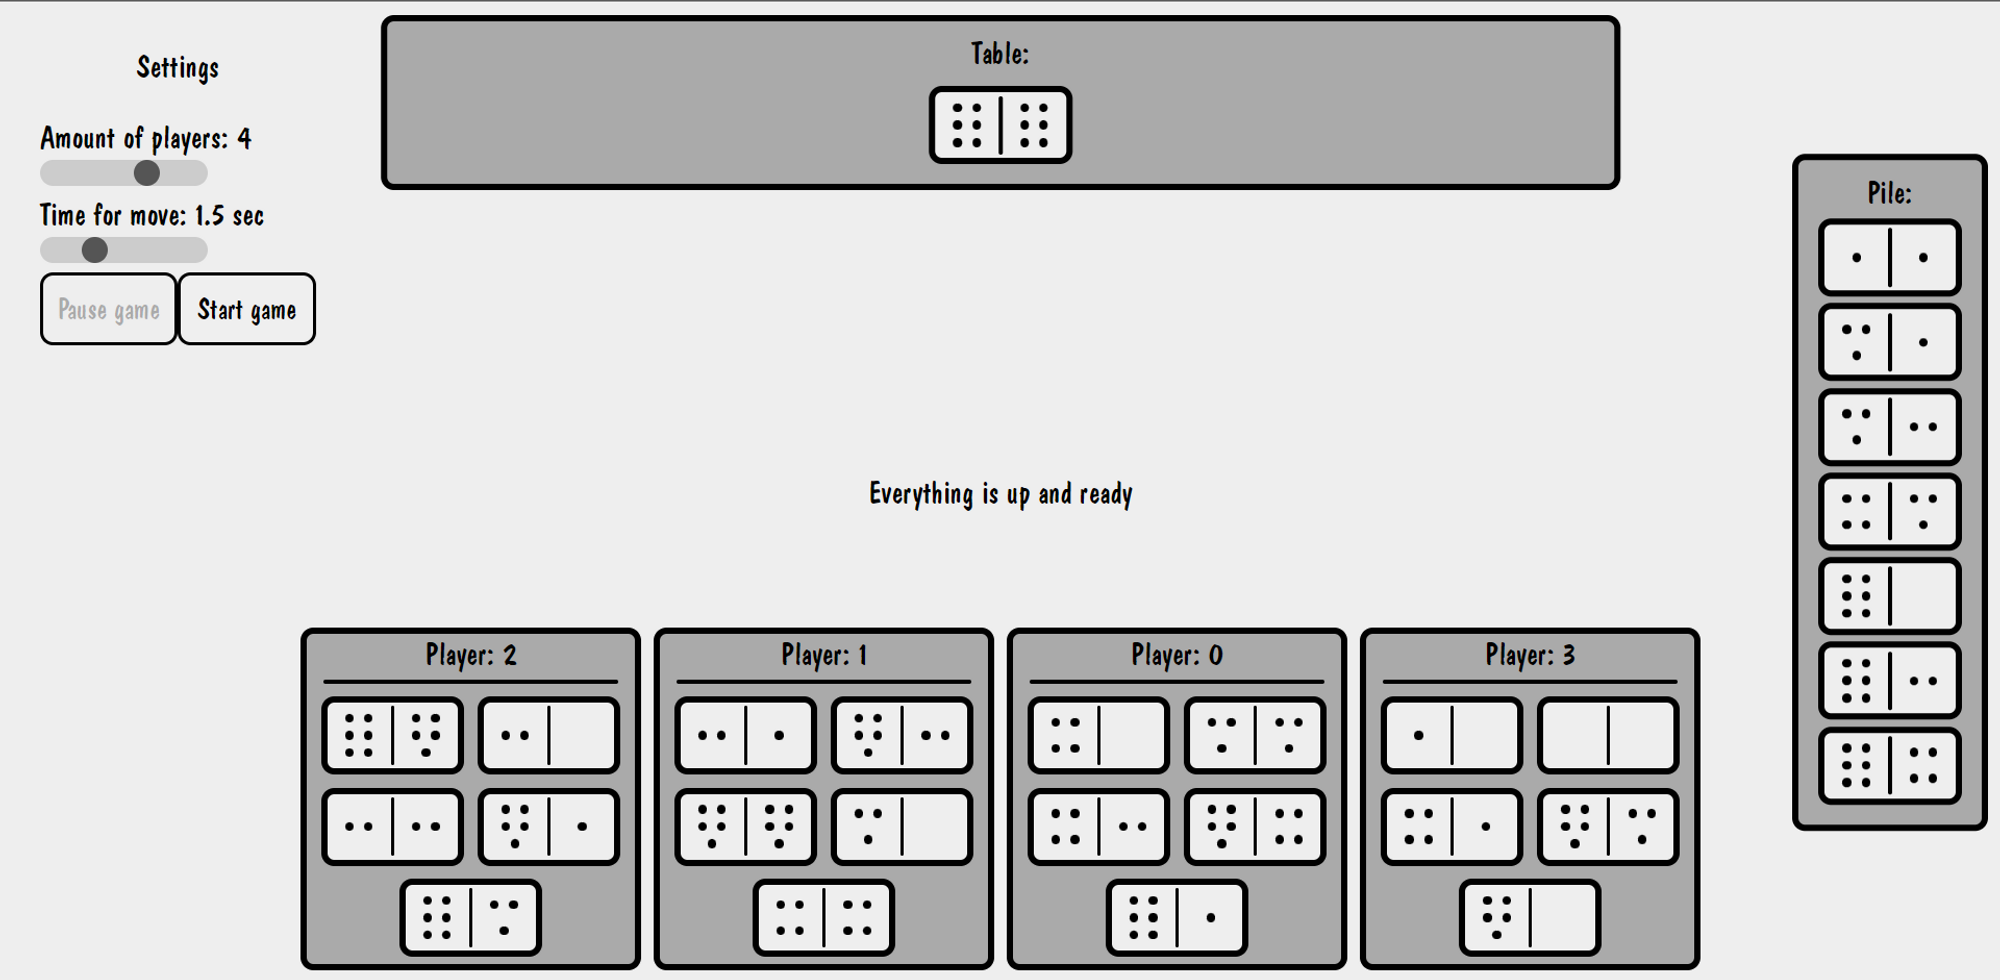 Settings
Amount of players: 4
Time for move: 1.5 sec
Pause game
Start game
Table:
Pile:
Everything is up and ready
Player: 2
Player: 1
Player: 0
Player: 3